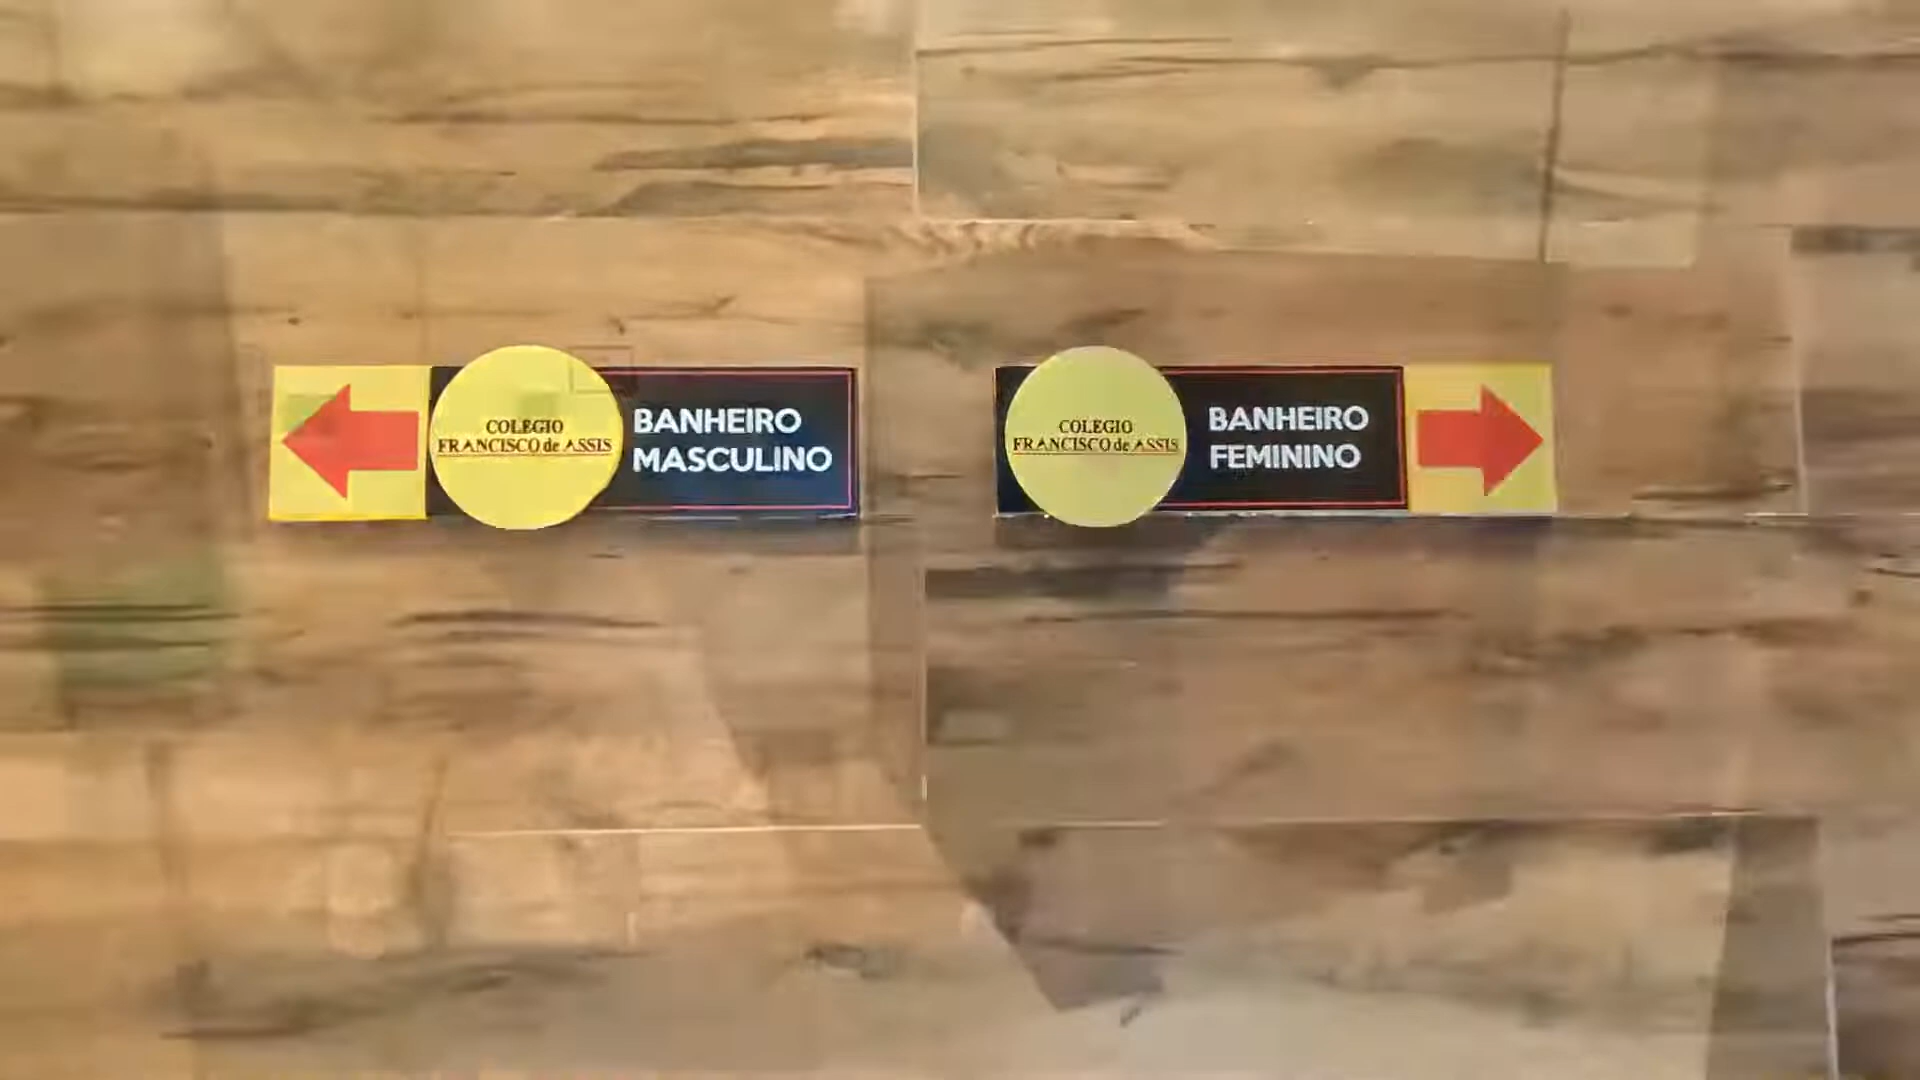 COLEGIO
FRANCISCO de ASSIS
BANHEIRO
MASCULINO
COLEGIO
FRANCISCO de ASSIS
BANHEIRO
FEMININO